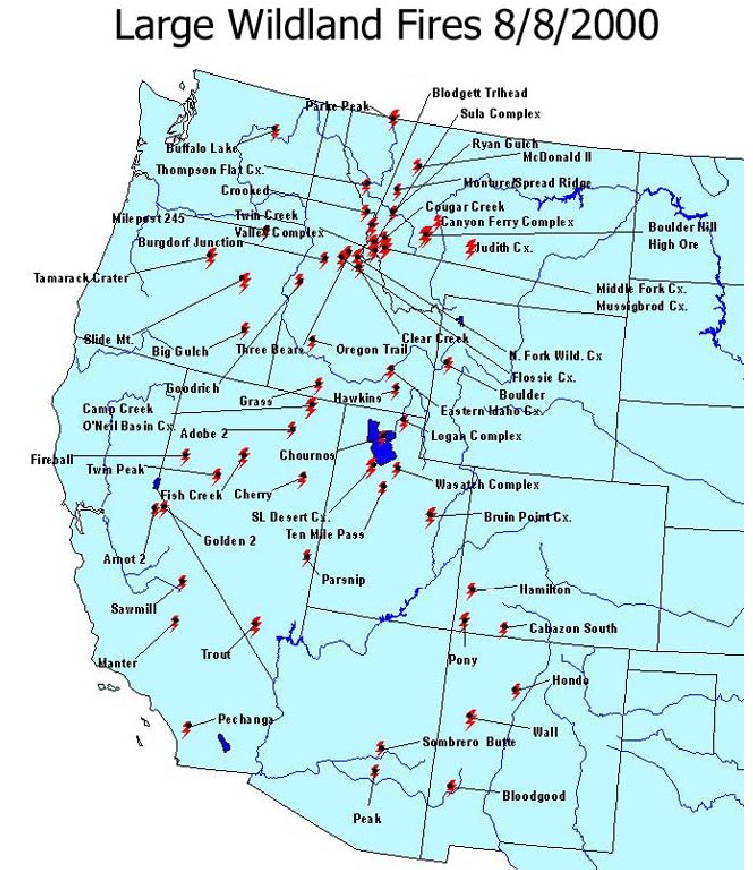 Large Wildland Fires 8/8/2000
Blodgett Trlhead
Parke Peak
Sula Complex
Buffalo Lake
Ryan Gulch
McDonald II
Thompson Flat Cx.
Monture/Spread Ridge
Crooked
Cougar Creek
Milepost 245
Twin Creek
Canyon Ferry Complex
Valley Complex
Boulder Hill
High Ore
Burgdorf Junction
Judith Cx.
Tamarack Crater
Middle Fork Cx.
Mussigbrod Cx.
Slide Mt.
Clear Creek
Big Gulch
Three Bears
Oregon Trail
N. Fork Wild. Cx
Flossie Cx.
Goodrich
Boulder
Grass
Hawkins
Camp Creek
Eastern Idaho Cx.
O'Neil Basin Cx.
Adobe 2
Logan Complex
Fireball
Chournos
Twin Peak
Wasatch Complex
Fish Creek
Cherry
SL Desert Cx.
Bruin Point Cx.
Ten Mile Pass
Golden 2
Arnot 2
Parsnip
Hamilton
Sawmill
Cabazon South
Trout
Manter
Pony
Hondo
Pechanga
Wall
Sombrero Butte
Bloodgood
Peak